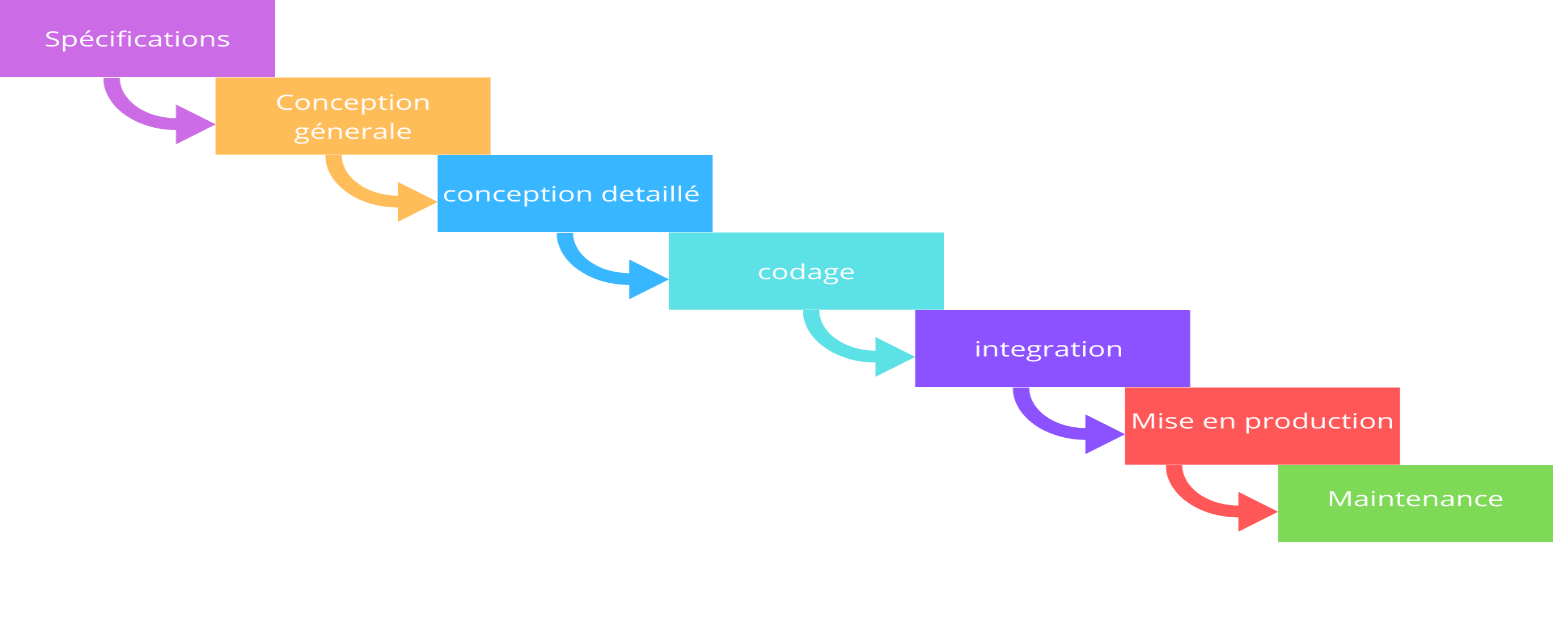 Spécifications
Conception
génerale
conception detaillé
codage
integration
Mise en production
Maintenance